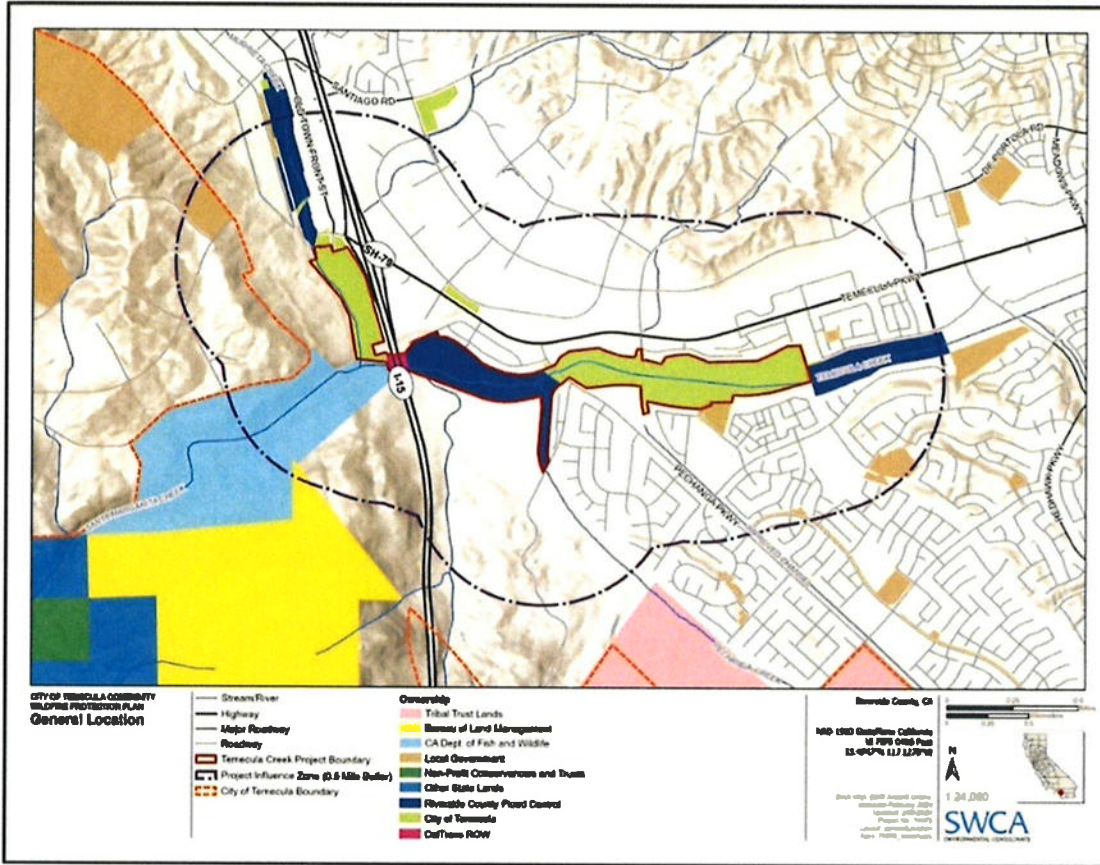 SANTIAGO RD
OLD TOWN FRONT ST
DE PORTOLA RD
MEADOWS PKWY
SH-79
TEMECULA PKWY
I-15
TEMECULA CREEK
PECHANGA PKWY
REDHAWK PKWY
CITY OF TEMECULA COMMUNITY
WILDFIRE PROTECTION PLAN
General Location
Stream/River
Highway
Major Roadway
Roadway
Temecula Creek Project Boundary
Project Influence Zone (0.5 Mile Buffer)
City of Temecula Boundary
Ownership
Tribal Trust Lands
Bureau of Land Management
CA Dept. of Fish and Wildlife
Local Government
Non-Profit Conservancies and Trusts
Other State Lands
Riverside County Flood Control
City of Temecula
CalTrans ROW
Riverside County, CA
N
1:24,000
SWCA
ENVIRONMENTAL CONSULTANTS